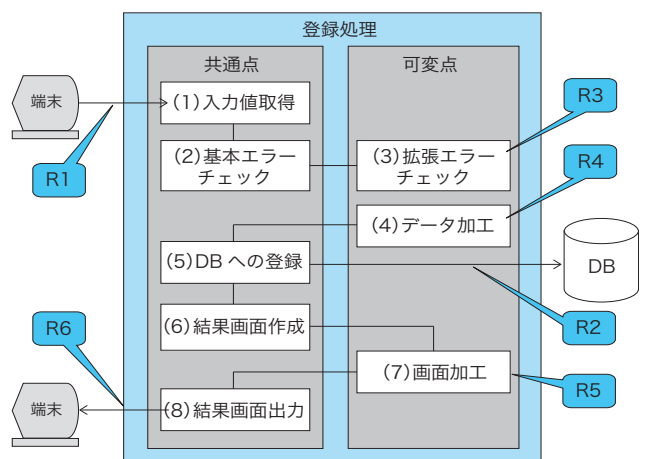 登録処理
共通点
可変点
端末
(1)入力値取得
R3
R1
(2)基本エラー
チェック
(3)拡張エラー
チェック
R4
(4)データ加工
(5)DB への登録
DB
R2
R6
(6)結果画面作成
(7)画面加工
R5
端末
(8)結果画面出力